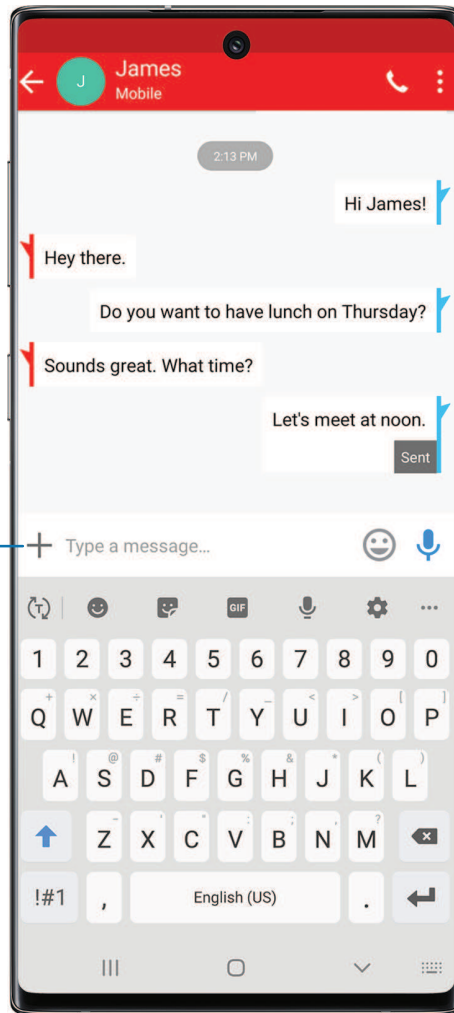 James
J
Mobile
2:13 PM
Hi James!
Hey there.
Do you want to have lunch on Thursday?
Sounds great. What time?
Let's meet at noon.
Sent
Type a message...
T
GIF
1 2 3 4 5 6 7 8 9 0
+ × ÷ = / _ < > [ ]
Q W E R T Y U I O P
! @ # $ % & * ( )
A S D F G H J K L
- ' " : ; , ?
Z X C V B N M
!#1 , English (US) .